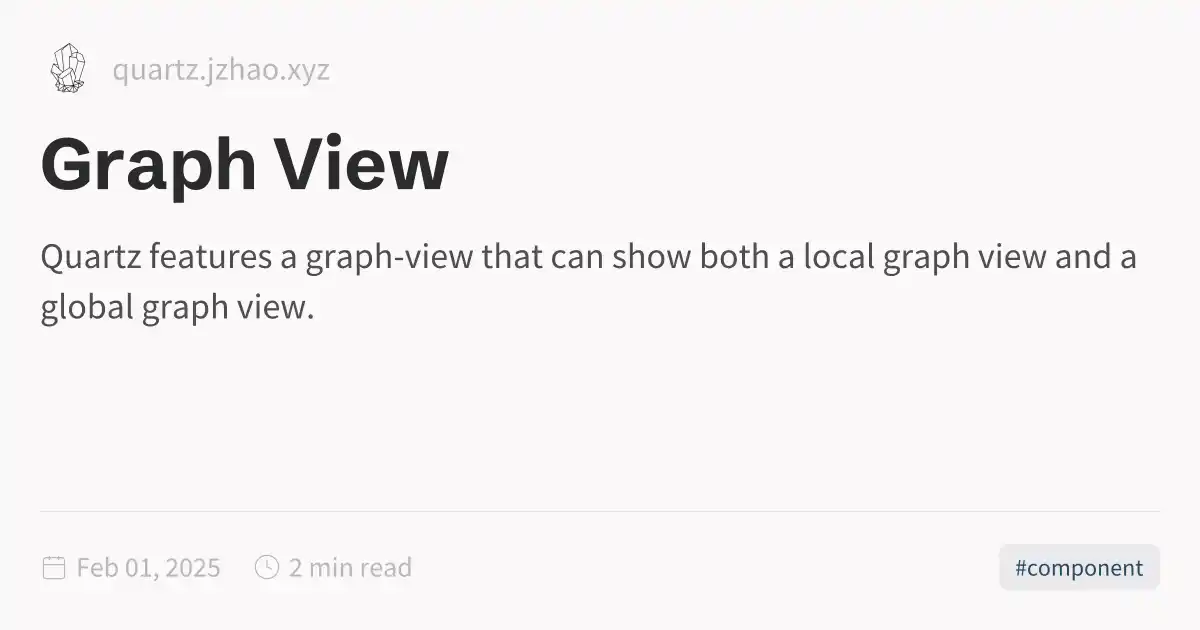 quartz.jzhao.xyz
Graph View
Quartz features a graph-view that can show both a local graph view and a
global graph view.
Feb 01, 2025
2 min read
#component